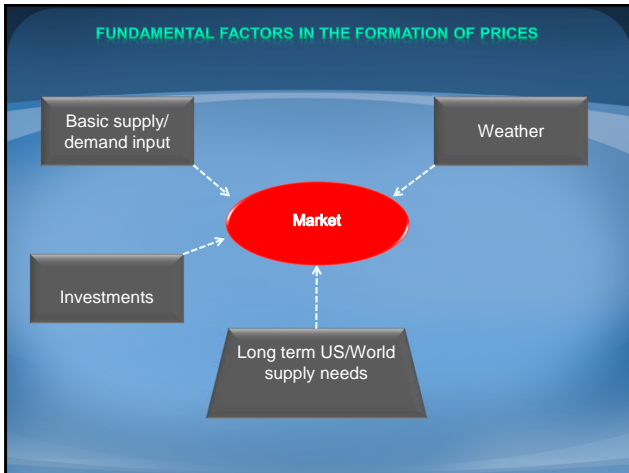 FUNDAMENTAL FACTORS IN THE FORMATION OF PRICES
Basic supply/
demand input
Weather
Market
Investments
Long term US/World
supply needs